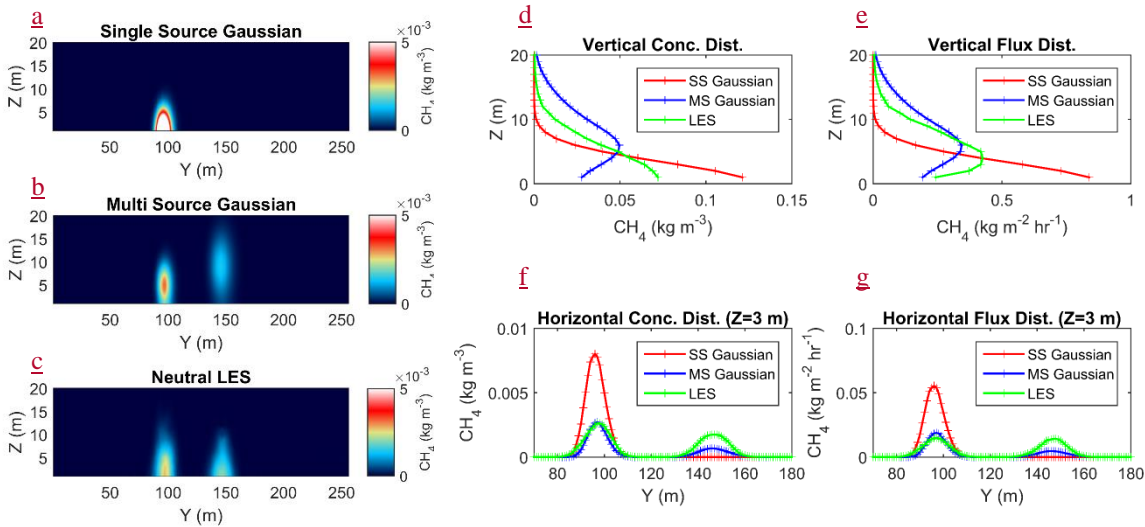 a
Single Source Gaussian
20
15
10
5
Z (m)
50 100 150 200 250
Y (m)
×10⁻³
5
0
CH₄ (kg m⁻³)
b
Multi Source Gaussian
20
15
10
5
Z (m)
50 100 150 200 250
Y (m)
×10⁻³
5
0
CH₄ (kg m⁻³)
c
Neutral LES
20
15
10
5
Z (m)
50 100 150 200 250
Y (m)
×10⁻³
5
0
CH₄ (kg m⁻³)
d
Vertical Conc. Dist.
20
10
0
Z (m)
SS Gaussian
MS Gaussian
LES
0 0.05 0.1 0.15
CH₄ (kg m⁻³)
e
Vertical Flux Dist.
20
10
0
Z (m)
SS Gaussian
MS Gaussian
LES
0 0.5 1
CH₄ (kg m⁻² hr⁻¹)
f
Horizontal Conc. Dist. (Z=3 m)
0.01
0.005
0
CH₄ (kg m⁻³)
SS Gaussian
MS Gaussian
LES
80 100 120 140 160 180
Y (m)
g
Horizontal Flux Dist. (Z=3 m)
0.1
0.05
0
CH₄ (kg m⁻² hr⁻¹)
SS Gaussian
MS Gaussian
LES
80 100 120 140 160 180
Y (m)